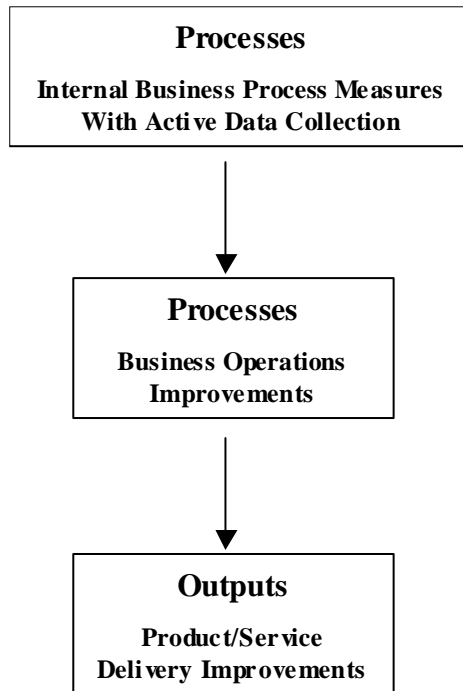 Processes
Internal Business Process Measures
With Active Data Collection
Processes
Business Operations
Improvements
Outputs
Product/Service
Delivery Improvements